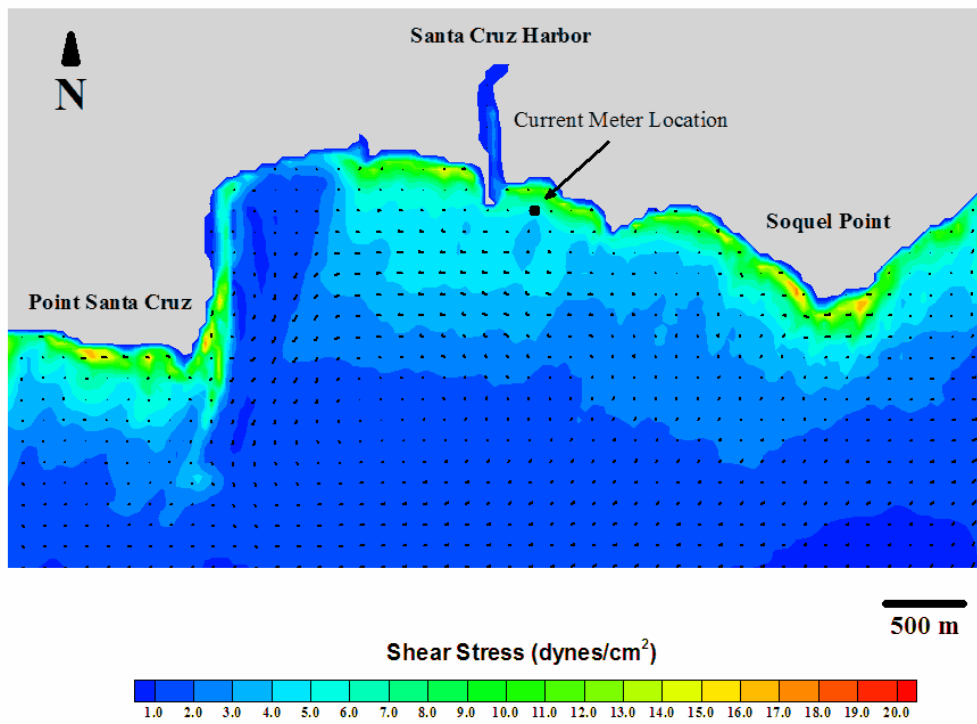 Santa Cruz Harbor
N
Current Meter Location
Soquel Point
Point Santa Cruz
500 m
Shear Stress (dynes/cm²)
1.0 2.0 3.0 4.0 5.0 6.0 7.0 8.0 9.0 10.0 11.0 12.0 13.0 14.0 15.0 16.0 17.0 18.0 19.0 20.0